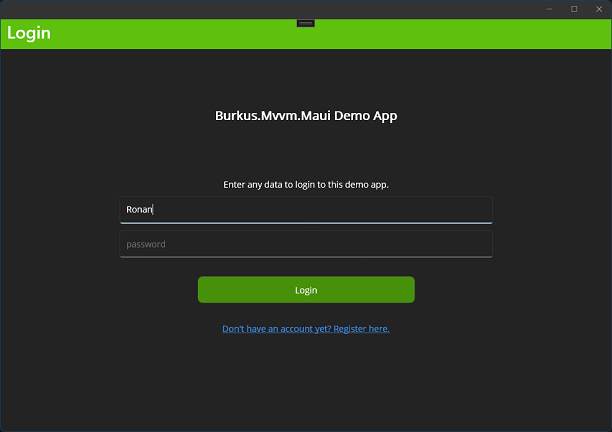 Login
Burkus.Mvvm.Maui Demo App
Enter any data to login to this demo app.
Ronan
password
Login
Don't have an account yet? Register here.